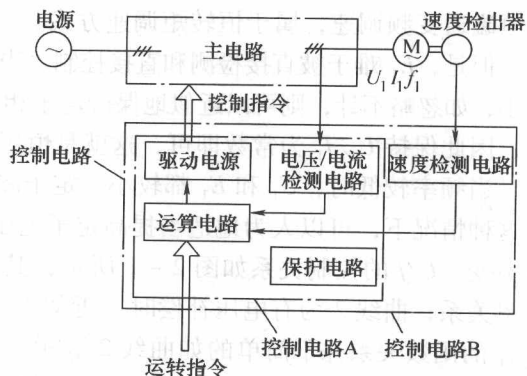 电源
速度检出器
主电路
M
U₁ I₁ f₁
控制指令
控制电路
驱动电源
电压/电流
检测电路
速度检测电路
运算电路
保护电路
控制电路A
控制电路B
运转指令